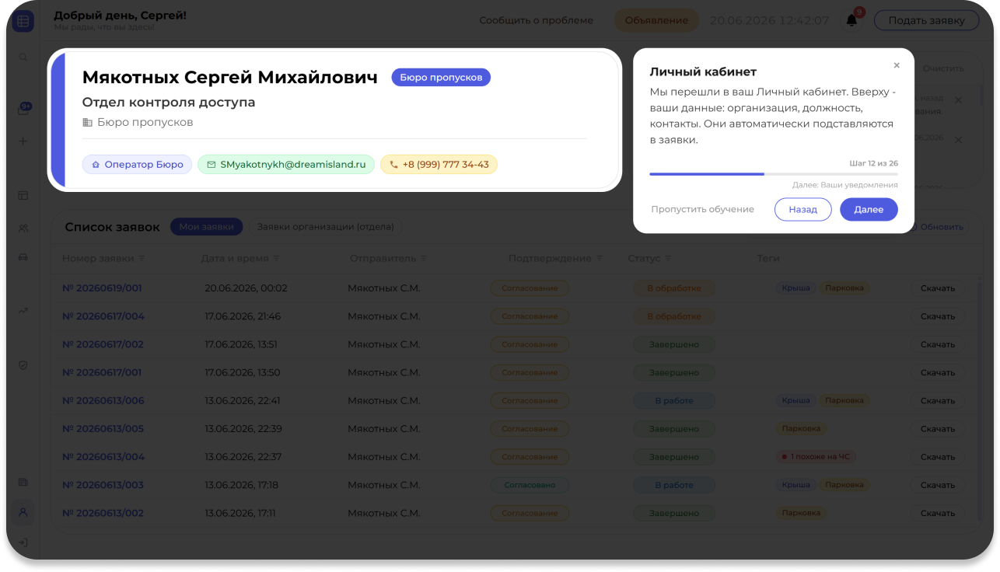 Добрый день, Сергей!
Мы рады, что вы здесь!
Сообщить о проблеме
Объявление
20.06.2026 12:42:07
9
Подать заявку
9+
Мякотных Сергей Михайлович
Бюро пропусков
Отдел контроля доступа
Бюро пропусков
Оператор Бюро
SMyakotnykh@dreamisland.ru
+8 (999) 777 34-43
Личный кабинет
×
Мы перешли в ваш Личный кабинет. Вверху -
ваши данные: организация, должность,
контакты. Они автоматически подставляются
в заявки.
Шаг 12 из 26
Далее: Ваши уведомления
Пропустить обучение
Назад
Далее
Очистить
назад
Список заявок
Мои заявки
Заявки организации (отдела)
Обновить
Номер заявки Дата и время Отправитель Подтверждение Статус Теги
№ 20260619/001 20.06.2026, 00:02 Мякотных С.М. Согласование В обработке Крыша Парковка Скачать
№ 20260617/004 17.06.2026, 21:46 Мякотных С.М. Согласование В обработке Скачать
№ 20260617/002 17.06.2026, 13:51 Мякотных С.М. Согласование Завершено Скачать
№ 20260617/001 17.06.2026, 13:50 Мякотных С.М. Согласование Завершено Скачать
№ 20260613/006 13.06.2026, 22:41 Мякотных С.М. Согласование В работе Крыша Парковка Скачать
№ 20260613/005 13.06.2026, 22:39 Мякотных С.М. Согласование Завершено Парковка Скачать
№ 20260613/004 13.06.2026, 22:37 Мякотных С.М. Согласование Завершено 1 похоже на ЧС Скачать
№ 20260613/003 13.06.2026, 17:18 Мякотных С.М. Согласовано В работе Крыша Парковка Скачать
№ 20260613/002 13.06.2026, 17:11 Мякотных С.М. Согласование Завершено Парковка Скачать